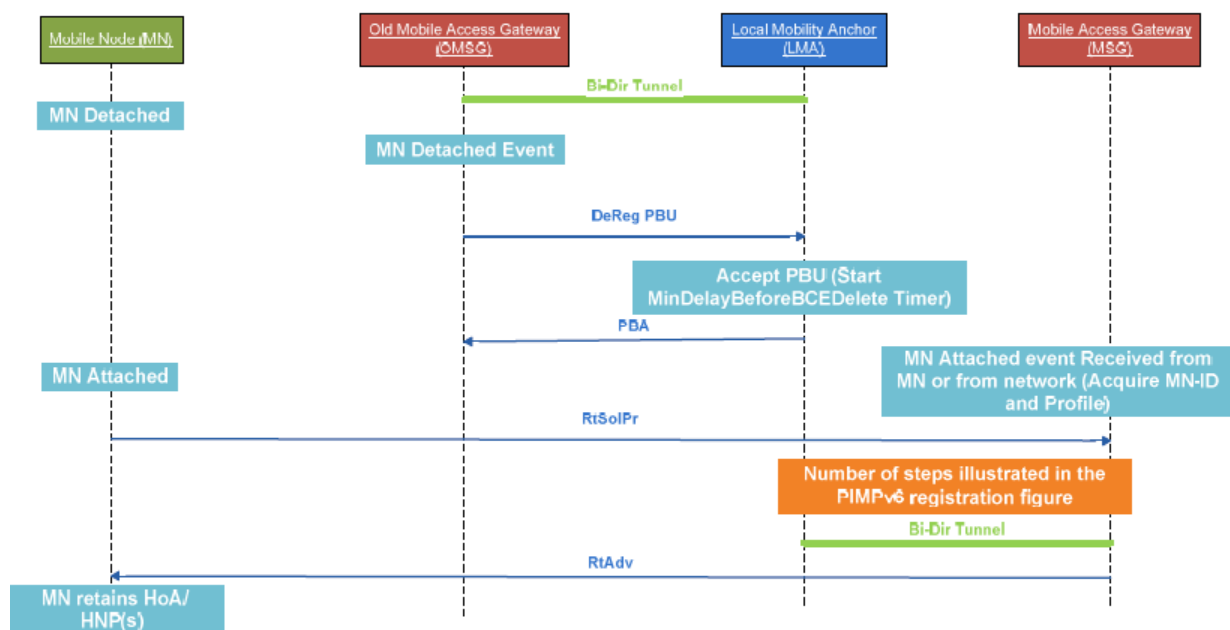 Mobile Node (MN)
Old Mobile Access Gateway
(OMSG)
Local Mobility Anchor
(LMA)
Mobile Access Gateway
(MSG)
Bi-Dir Tunnel
MN Detached
MN Detached Event
DeReg PBU
Accept PBU (Start
MinDelayBeforeBCEDelete Timer)
PBA
MN Attached
MN Attached event Received from
MN or from network (Acquire MN-ID
and Profile)
RtSolPr
Number of steps illustrated in the
PIMPv6 registration figure
Bi-Dir Tunnel
RtAdv
MN retains HoA/
HNP(s)